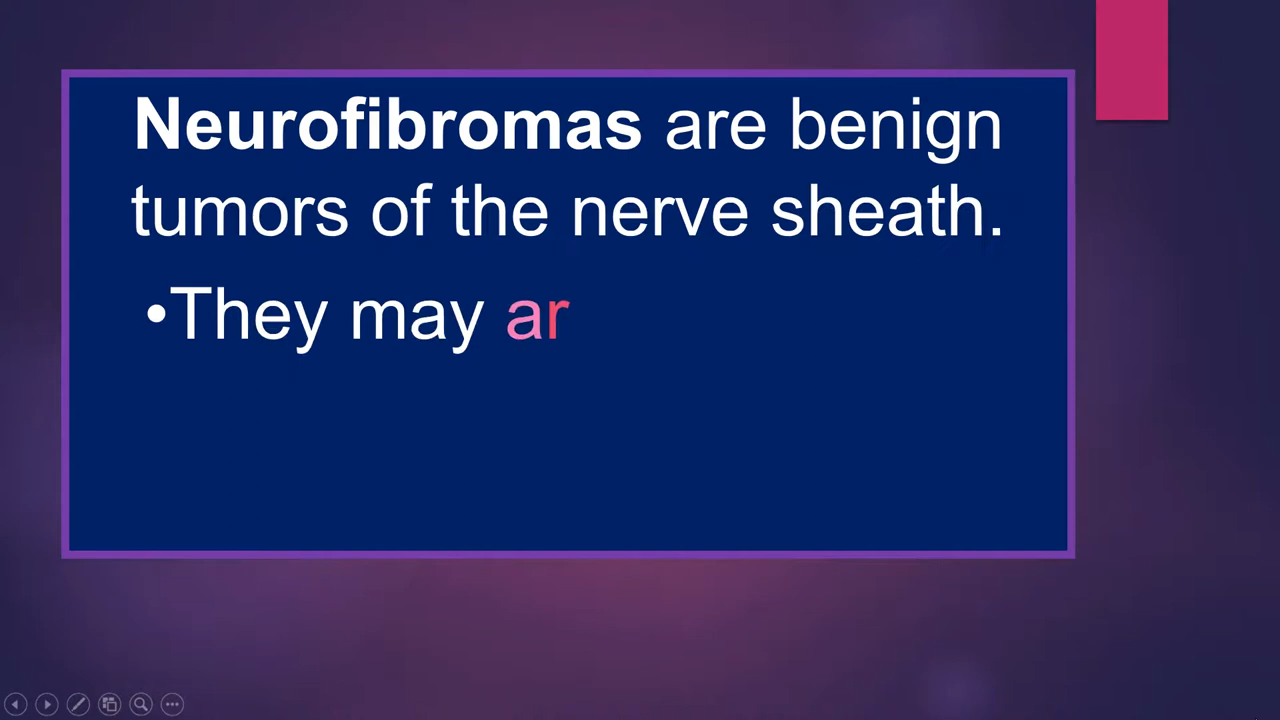 Neurofibromas are benign
tumors of the nerve sheath.
•They may ar